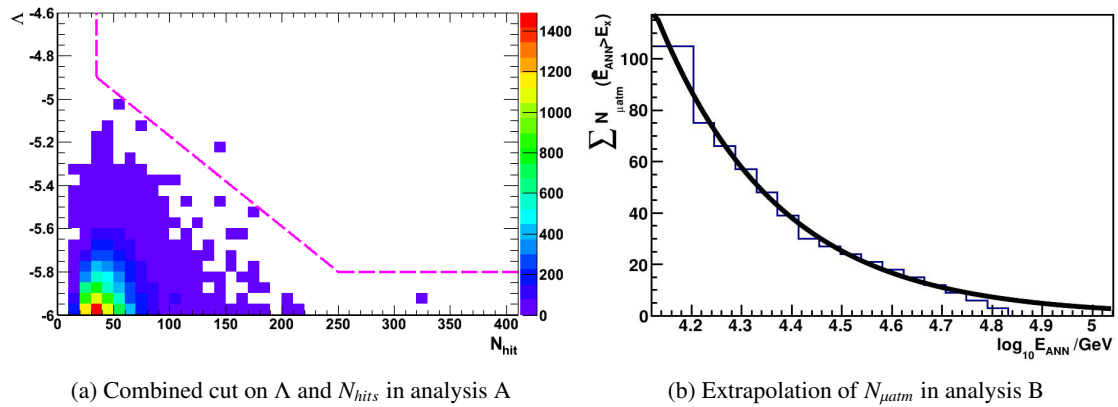 Λ
-4.6
-4.8
-5
-5.2
-5.4
-5.6
-5.8
-6
0 50 100 150 200 250 300 350 400
N_hit
1400
1200
1000
800
600
400
200
0
(a) Combined cut on Λ and N_hits in analysis A
∑ N_μatm (E_ANN>E_x)
100
80
60
40
20
0
4.2 4.3 4.4 4.5 4.6 4.7 4.8 4.9 5
log_10 E_ANN /GeV
(b) Extrapolation of N_μatm in analysis B